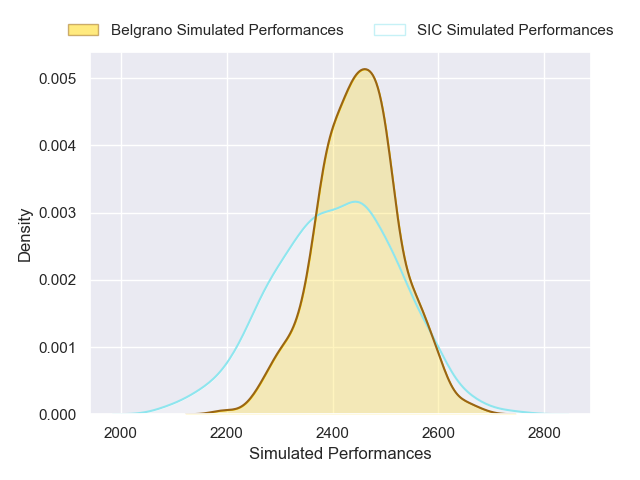 Belgrano Simulated Performances SIC Simulated Performances
0.005
0.004
0.003
0.002
0.001
0.000
Density
2000 2200 2400 2600 2800
Simulated Performances